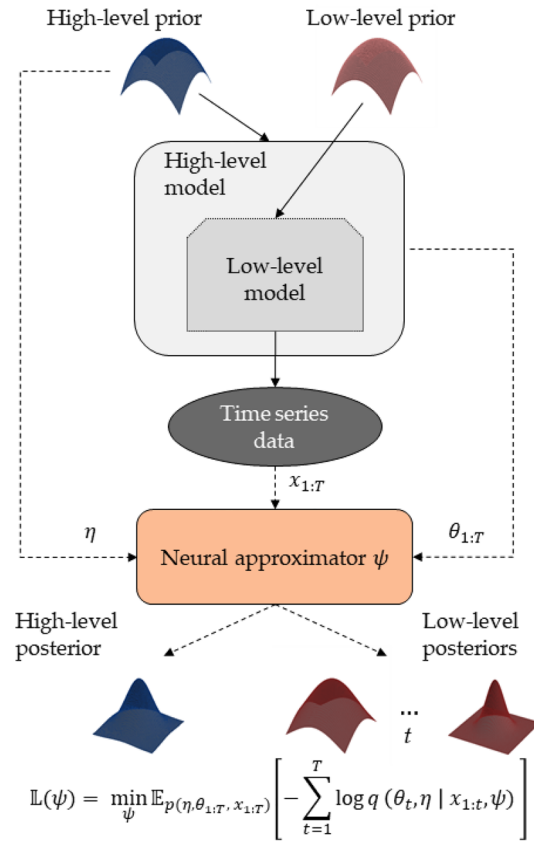 High-level prior
Low-level prior
High-level
model
Low-level
model
Time series
data
x_{1:T}
η
θ_{1:T}
Neural approximator ψ
High-level
posterior
Low-level
posteriors
...
t
𝕃(ψ) = min_ψ 𝔼_{p(η,θ_{1:T}, x_{1:T})} [ − ∑_{t=1}^{T} log q (θ_t, η | x_{1:t}, ψ) ]